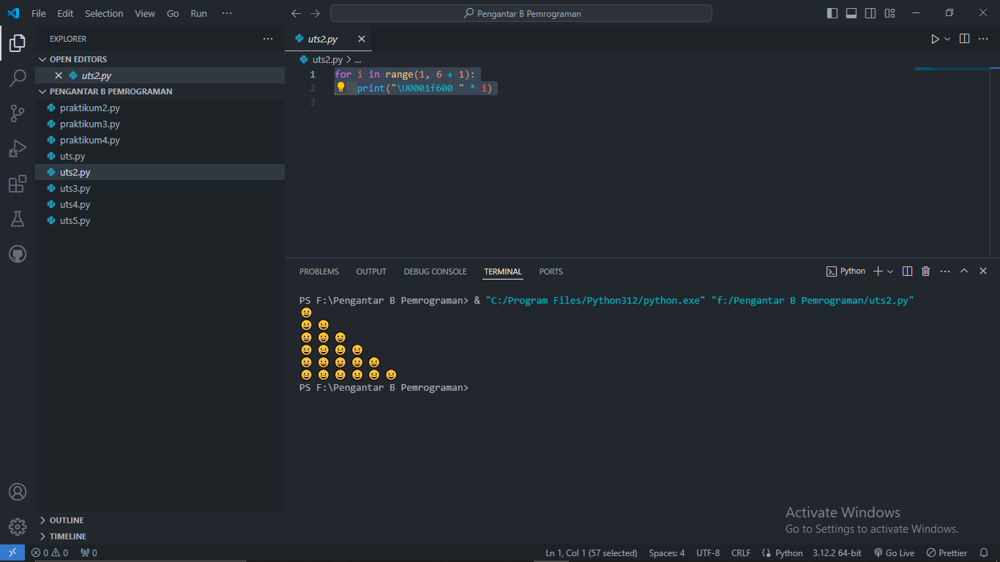 File Edit Selection View Go Run ···
Pengantar B Pemrograman
EXPLORER
OPEN EDITORS
uts2.py
PENGANTAR B PEMROGRAMAN
praktikum2.py
praktikum3.py
praktikum4.py
uts.py
uts2.py
uts3.py
uts4.py
uts5.py
OUTLINE
TIMELINE
uts2.py
uts2.py > ...
1 for i in range(1, 6 + 1):
2 print("\U0001f600 " * i)
3
PROBLEMS OUTPUT DEBUG CONSOLE TERMINAL PORTS
Python
PS F:\Pengantar B Pemrograman> & "C:/Program Files/Python312/python.exe" "f:/Pengantar B Pemrograman/uts2.py"
😀
😀 😀
😀 😀 😀
😀 😀 😀 😀
😀 😀 😀 😀 😀
😀 😀 😀 😀 😀 😀
PS F:\Pengantar B Pemrograman>
Activate Windows
Go to Settings to activate Windows.
0 0 0 Ln 1, Col 1 (57 selected) Spaces: 4 UTF-8 CRLF Python 3.12.2 64-bit Go Live Prettier